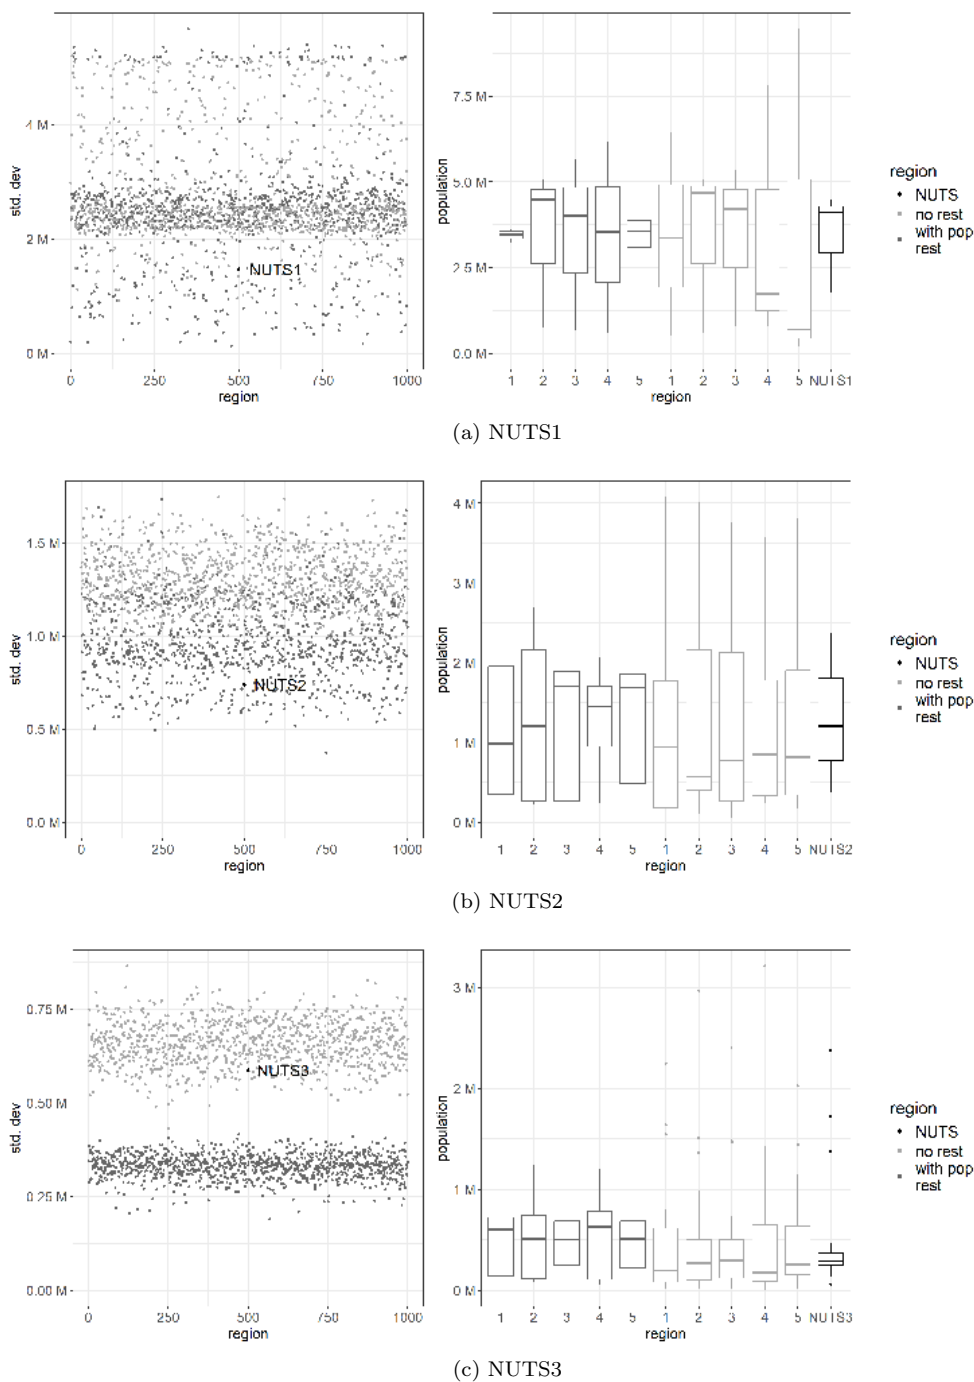 4 M
2 M
0 M
std. dev
NUTS1
0 250 500 750 1000
region
7.5 M
5.0 M
2.5 M
0.0 M
population
1 2 3 4 5 1 2 3 4 5 NUTS1
region
region
NUTS
no rest
with pop
rest
(a) NUTS1
1.5 M
1.0 M
0.5 M
0.0 M
std. dev
NUTS2
0 250 500 750 1000
region
4 M
3 M
2 M
1 M
0 M
population
1 2 3 4 5 1 2 3 4 5 NUTS2
region
region
NUTS
no rest
with pop
rest
(b) NUTS2
0.75 M
0.50 M
0.25 M
0.00 M
std. dev
NUTS3
0 250 500 750 1000
region
3 M
2 M
1 M
0 M
population
1 2 3 4 5 1 2 3 4 5 NUTS3
region
region
NUTS
no rest
with pop
rest
(c) NUTS3